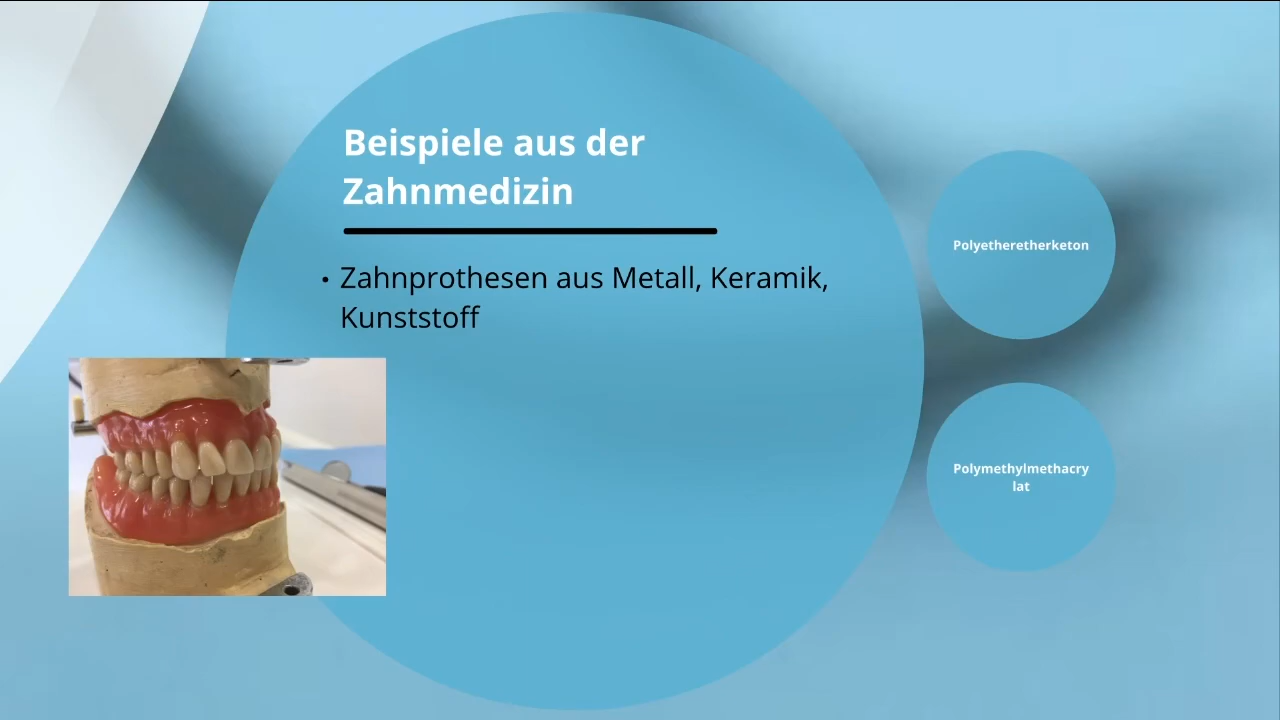 Beispiele aus der
Zahnmedizin
• Zahnprothesen aus Metall, Keramik,
Kunststoff
Polyetheretherketon
Polymethylmethacry
lat